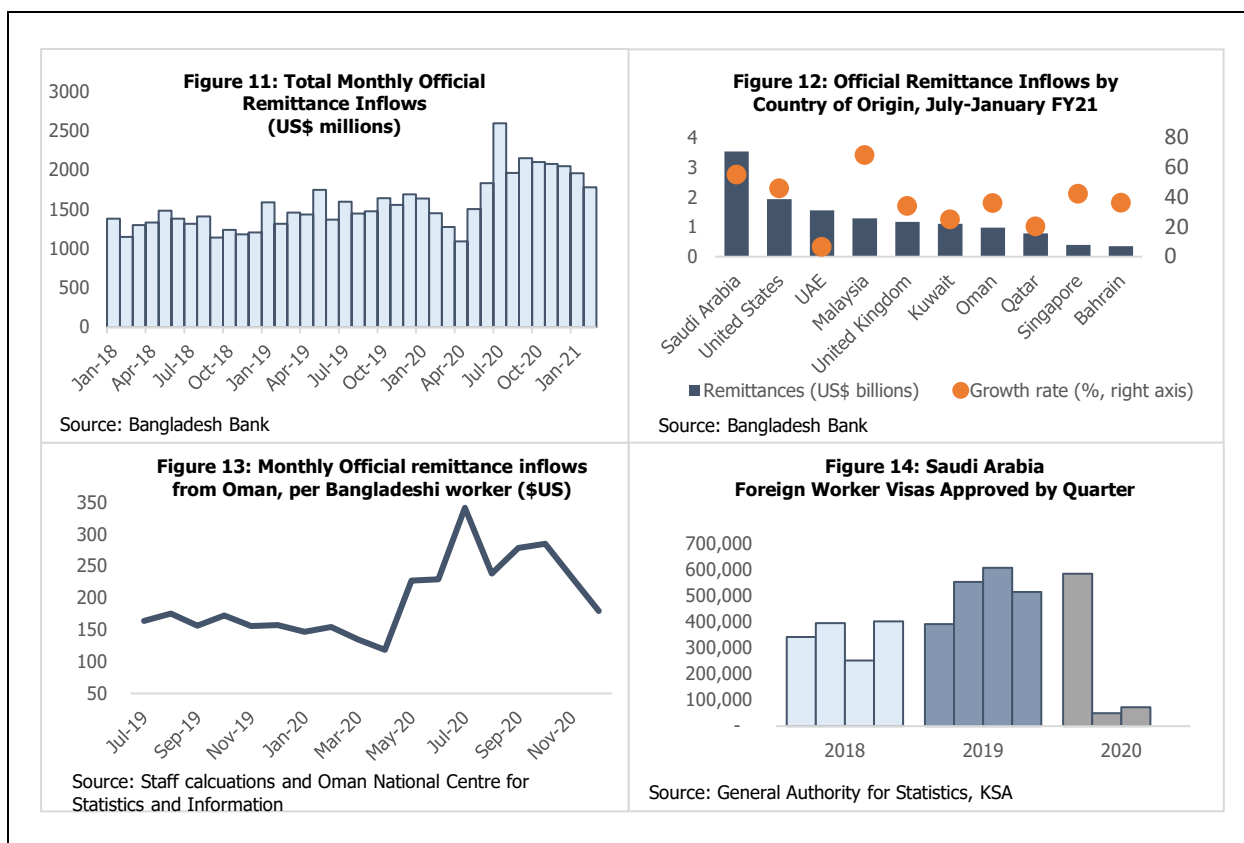 Figure 11: Total Monthly Official
Remittance Inflows
(US$ millions)
3000
2500
2000
1500
1000
500
0
Jan-18
Apr-18
Jul-18
Oct-18
Jan-19
Apr-19
Jul-19
Oct-19
Jan-20
Apr-20
Jul-20
Oct-20
Jan-21
Source: Bangladesh Bank
Figure 12: Official Remittance Inflows by
Country of Origin, July-January FY21
4
3
2
1
0
80
60
40
20
0
Saudi Arabia
United States
UAE
Malaysia
United Kingdom
Kuwait
Oman
Qatar
Singapore
Bahrain
Remittances (US$ billions)
Growth rate (%, right axis)
Source: Bangladesh Bank
Figure 13: Monthly Official remittance inflows
from Oman, per Bangladeshi worker ($US)
350
300
250
200
150
100
50
Jul-19
Sep-19
Nov-19
Jan-20
Mar-20
May-20
Jul-20
Sep-20
Nov-20
Source: Staff calcuations and Oman National Centre for
Statistics and Information
Figure 14: Saudi Arabia
Foreign Worker Visas Approved by Quarter
700,000
600,000
500,000
400,000
300,000
200,000
100,000
-
2018
2019
2020
Source: General Authority for Statistics, KSA